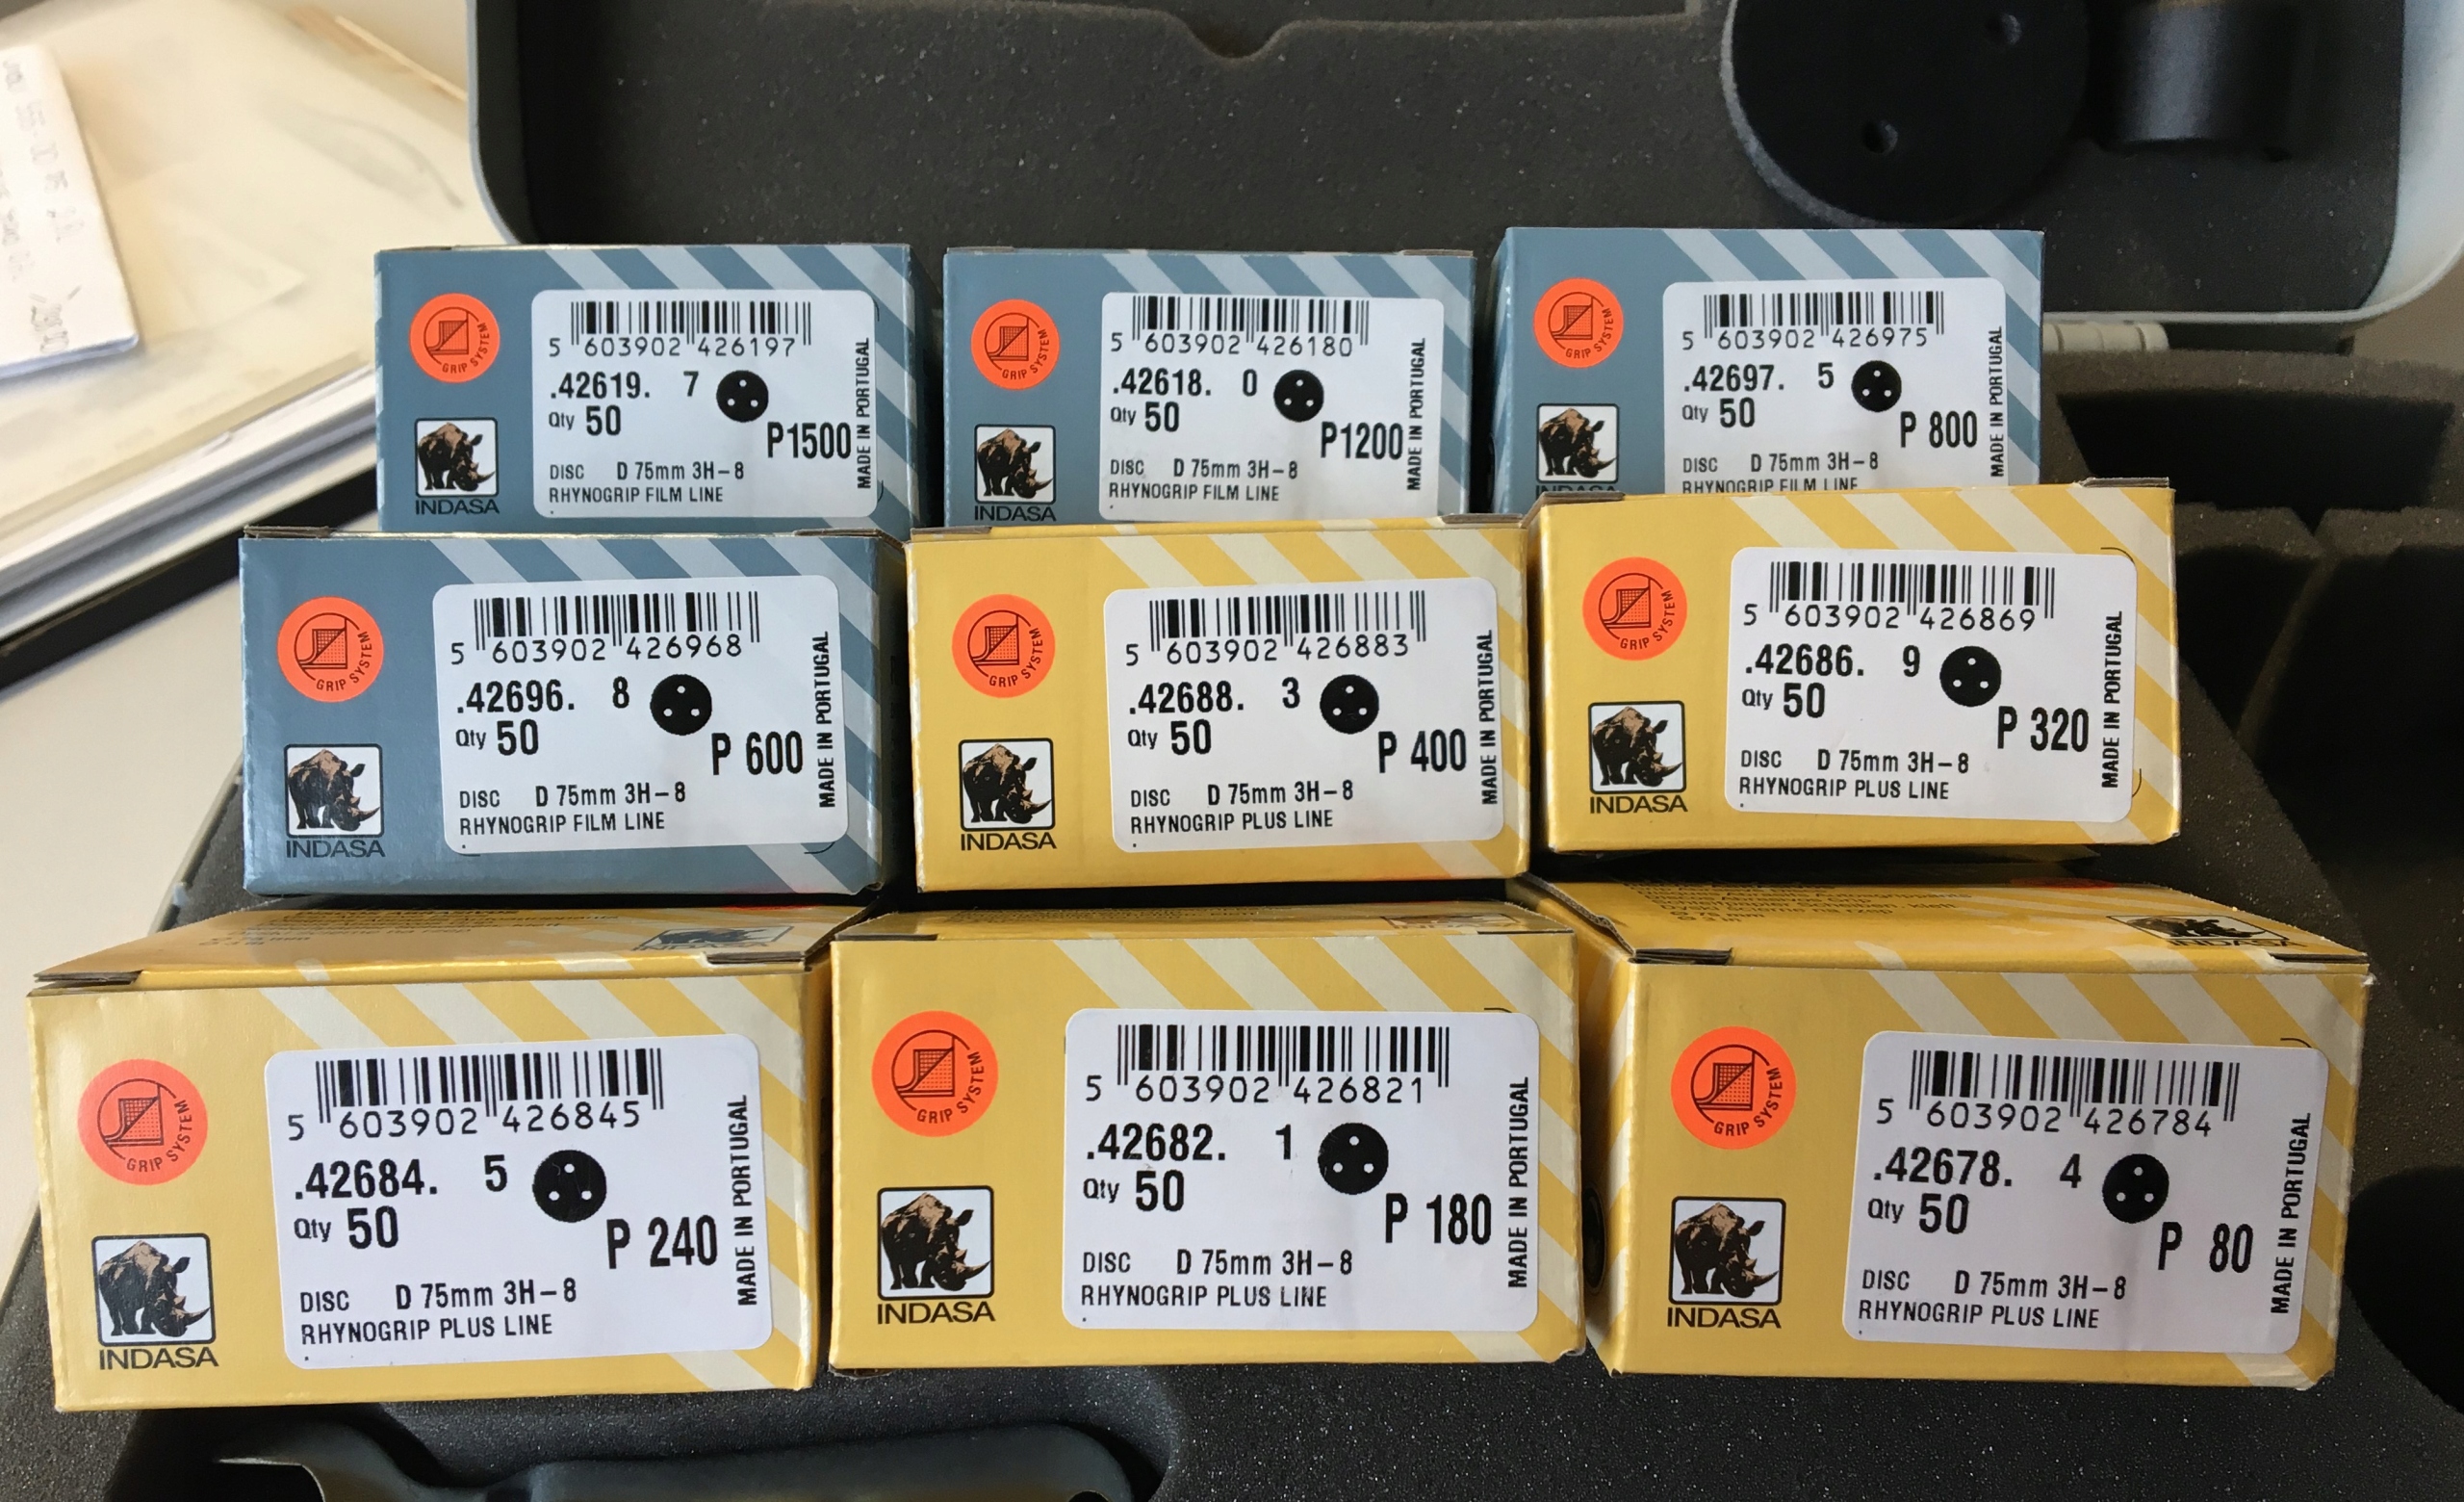 5 603902 426197
.42619. 7
Qty 50
P1500
DISC D 75mm 3H-8
RHYNOGRIP FILM LINE
MADE IN PORTUGAL
GRIP SYSTEM
INDASA
5 603902 426180
.42618. 0
Qty 50
P1200
DISC D 75mm 3H-8
RHYNOGRIP FILM LINE
MADE IN PORTUGAL
GRIP SYSTEM
INDASA
5 603902 426975
.42697. 5
Qty 50
P 800
DISC D 75mm 3H-8
RHYNOGRIP FILM LINE
MADE IN PORTUGAL
GRIP SYSTEM
INDASA
5 603902 426968
.42696. 8
Qty 50
P 600
DISC D 75mm 3H-8
RHYNOGRIP FILM LINE
MADE IN PORTUGAL
GRIP SYSTEM
INDASA
5 603902 426883
.42688. 3
Qty 50
P 400
DISC D 75mm 3H-8
RHYNOGRIP PLUS LINE
MADE IN PORTUGAL
GRIP SYSTEM
INDASA
5 603902 426869
.42686. 9
Qty 50
P 320
DISC D 75mm 3H-8
RHYNOGRIP PLUS LINE
MADE IN PORTUGAL
GRIP SYSTEM
INDASA
5 603902 426845
.42684. 5
Qty 50
P 240
DISC D 75mm 3H-8
RHYNOGRIP PLUS LINE
MADE IN PORTUGAL
GRIP SYSTEM
INDASA
5 603902 426821
.42682. 1
Qty 50
P 180
DISC D 75mm 3H-8
RHYNOGRIP PLUS LINE
MADE IN PORTUGAL
GRIP SYSTEM
INDASA
INDASA
5 603902 426784
.42678. 4
Qty 50
P 80
DISC D 75mm 3H-8
RHYNOGRIP PLUS LINE
MADE IN PORTUGAL
GRIP SYSTEM
INDASA